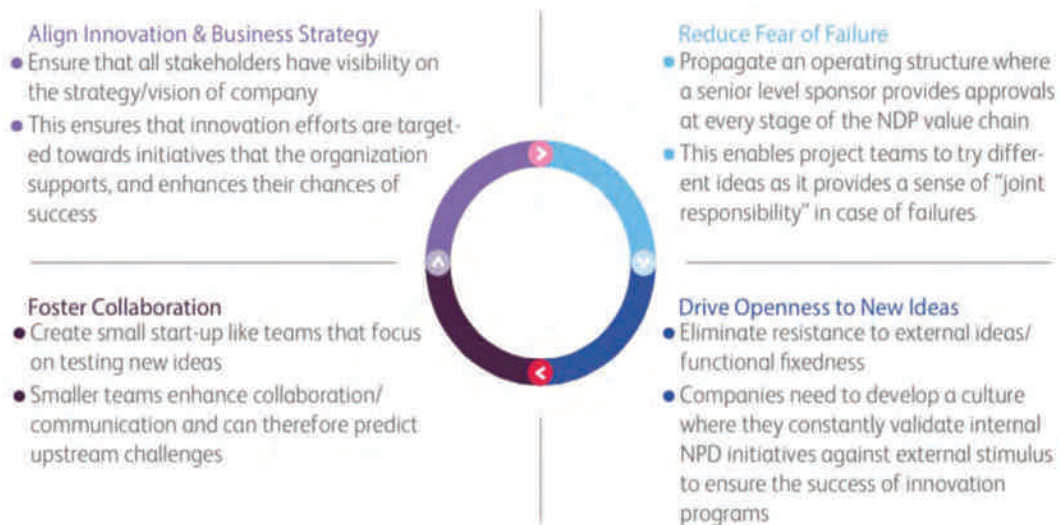 Align Innovation & Business Strategy
Ensure that all stakeholders have visibility on
the strategy/vision of company
This ensures that innovation efforts are target-
ed towards initiatives that the organization
supports, and enhances their chances of
success
Reduce Fear of Failure
Propagate an operating structure where
a senior level sponsor provides approvals
at every stage of the NDP value chain
This enables project teams to try differ-
ent ideas as it provides a sense of "joint
responsibility" in case of failures
Foster Collaboration
Create small start-up like teams that focus
on testing new ideas
Smaller teams enhance collaboration/
communication and can therefore predict
upstream challenges
Drive Openness to New Ideas
Eliminate resistance to external ideas/
functional fixedness
Companies need to develop a culture
where they constantly validate internal
NPD initiatives against external stimulus
to ensure the success of innovation
programs